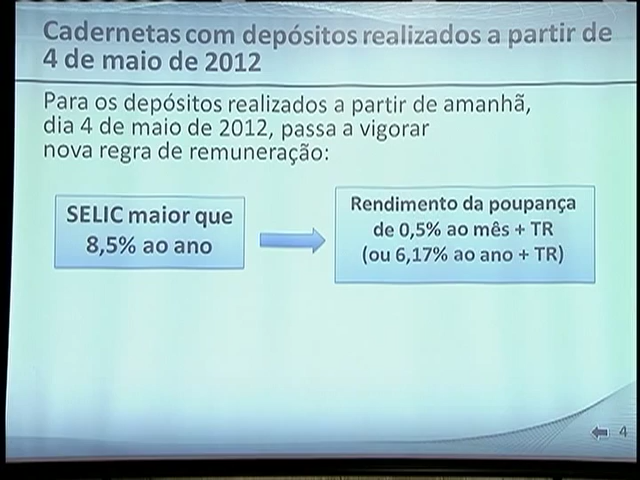 Cadernetas com depósitos realizados a partir de
4 de maio de 2012
Para os depósitos realizados a partir de amanhã,
dia 4 de maio de 2012, passa a vigorar
nova regra de remuneração:
SELIC maior que
8,5% ao ano
Rendimento da poupança
de 0,5% ao mês + TR
(ou 6,17% ao ano + TR)
4